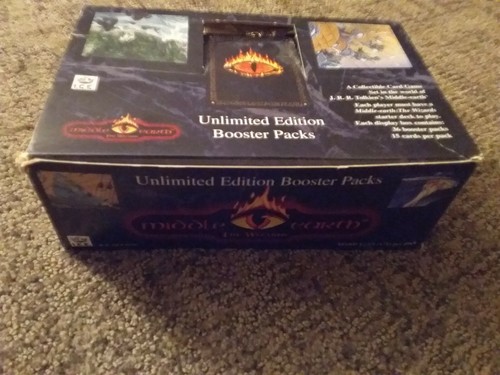 A Collectible Card Game
Set in the world of
J. R. R. Tolkien's Middle-earth
Each player must have a
Middle-earth: The Wizards
starter deck to play.
Each display box contains
36 booster packs
15 cards per pack
I.C.E.
Unlimited Edition
Booster Packs
MIDDLE EARTH
Unlimited Edition Booster Packs
MIDDLE EARTH
THE WIZARDS